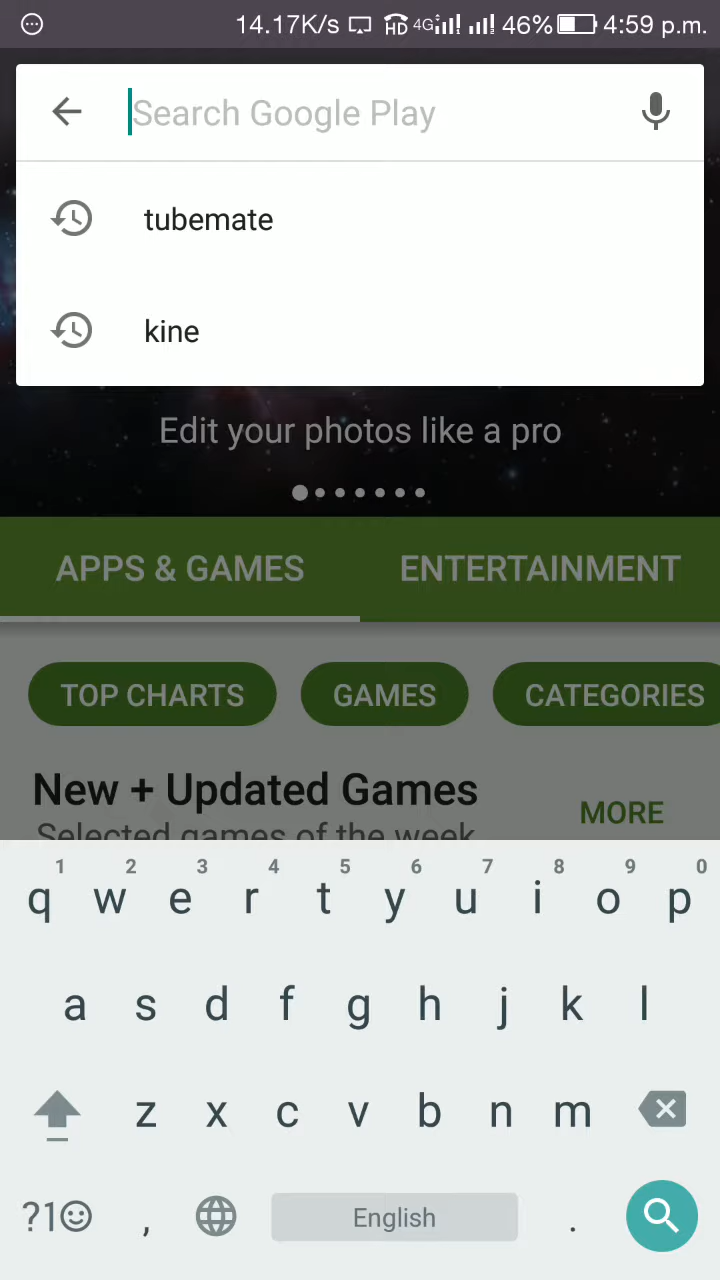 14.17K/s HD 4G 46% 4:59 p.m.
Search Google Play
tubemate
kine
Edit your photos like a pro
APPS & GAMES ENTERTAINMENT
TOP CHARTS GAMES CATEGORIES
New + Updated Games
MORE
Selected games of the week
1 2 3 4 5 6 7 8 9 0
q w e r t y u i o p
a s d f g h j k l
z x c v b n m
?1 , English .